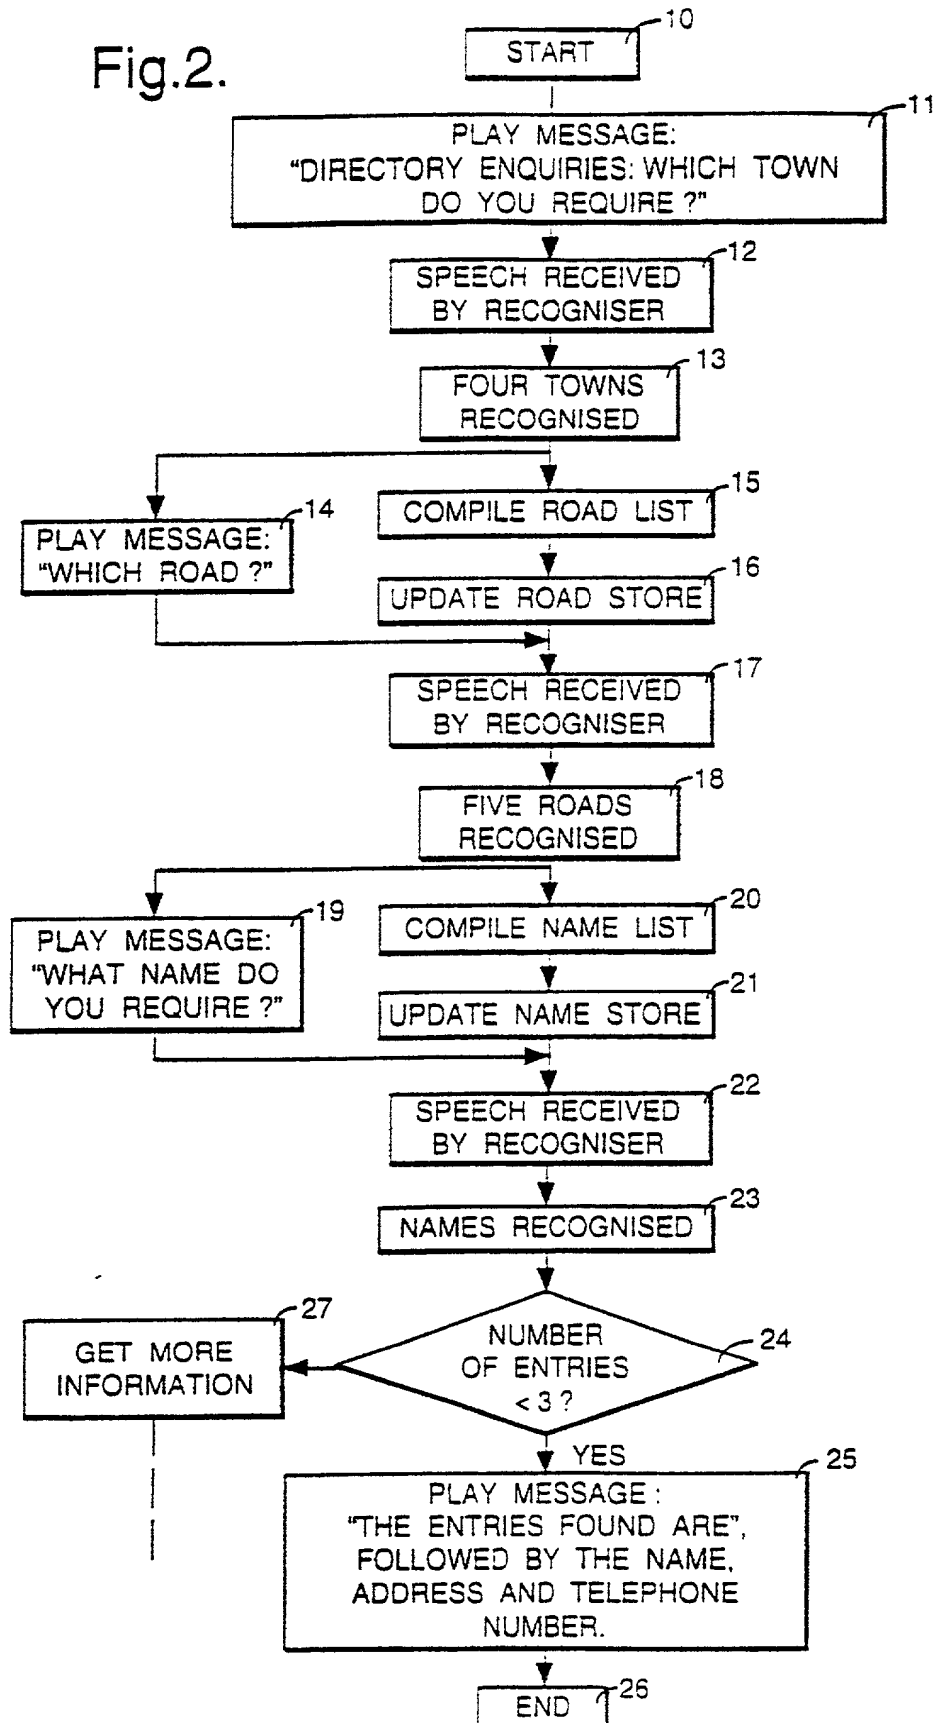 Fig.2.
10
START
11
PLAY MESSAGE:
“DIRECTORY ENQUIRIES: WHICH TOWN
DO YOU REQUIRE?”
12
SPEECH RECEIVED
BY RECOGNISER
13
FOUR TOWNS
RECOGNISED
14
PLAY MESSAGE:
“WHICH ROAD?”
15
COMPILE ROAD LIST
16
UPDATE ROAD STORE
17
SPEECH RECEIVED
BY RECOGNISER
18
FIVE ROADS
RECOGNISED
19
PLAY MESSAGE:
“WHAT NAME DO
YOU REQUIRE?”
20
COMPILE NAME LIST
21
UPDATE NAME STORE
22
SPEECH RECEIVED
BY RECOGNISER
23
NAMES RECOGNISED
24
NUMBER
OF ENTRIES
< 3 ?
27
GET MORE
INFORMATION
YES
25
PLAY MESSAGE :
“THE ENTRIES FOUND ARE”,
FOLLOWED BY THE NAME,
ADDRESS AND TELEPHONE
NUMBER.
26
END